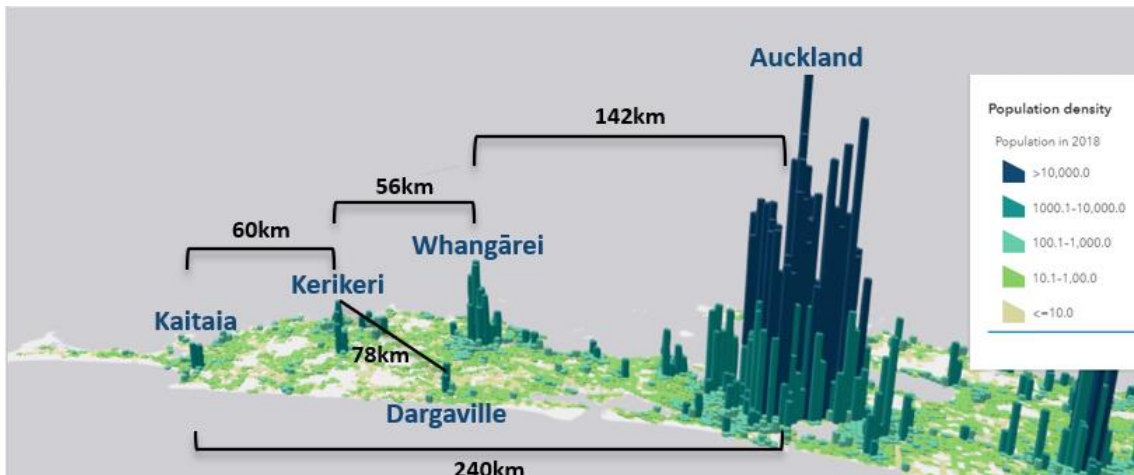 Auckland
142km
56km
60km
Whangārei
Kerikeri
Kaitaia
78km
Dargaville
240km
Population density
Population in 2018
>10,000.0
1000.1-10,000.0
100.1-1,000.0
10.1-1,00.0
<=10.0